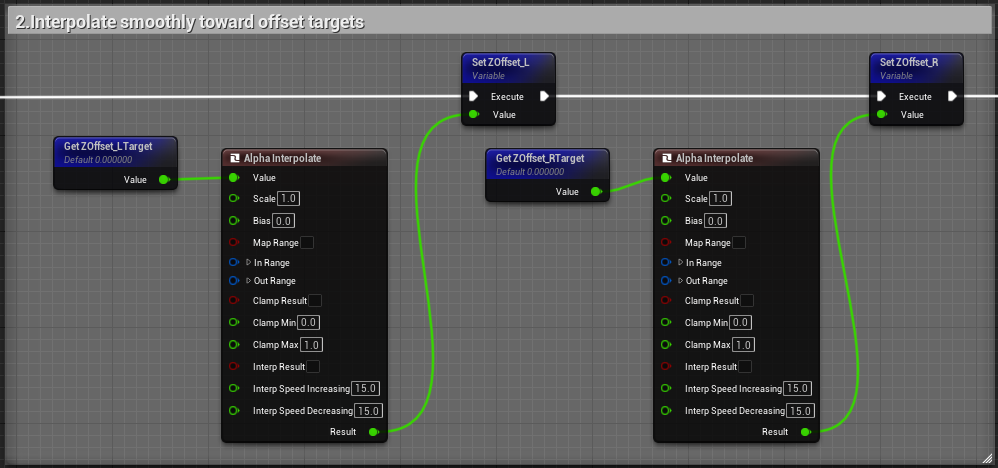 2.Interpolate smoothly toward offset targets
Set ZOffset_L
Variable
Execute
Value
Set ZOffset_R
Variable
Execute
Value
Get ZOffset_LTarget
Default 0.000000
Value
Alpha Interpolate
Value
Scale 1.0
Bias 0.0
Map Range
In Range
Out Range
Clamp Result
Clamp Min 0.0
Clamp Max 1.0
Interp Result
Interp Speed Increasing 15.0
Interp Speed Decreasing 15.0
Result
Get ZOffset_RTarget
Default 0.000000
Value
Alpha Interpolate
Value
Scale 1.0
Bias 0.0
Map Range
In Range
Out Range
Clamp Result
Clamp Min 0.0
Clamp Max 1.0
Interp Result
Interp Speed Increasing 15.0
Interp Speed Decreasing 15.0
Result